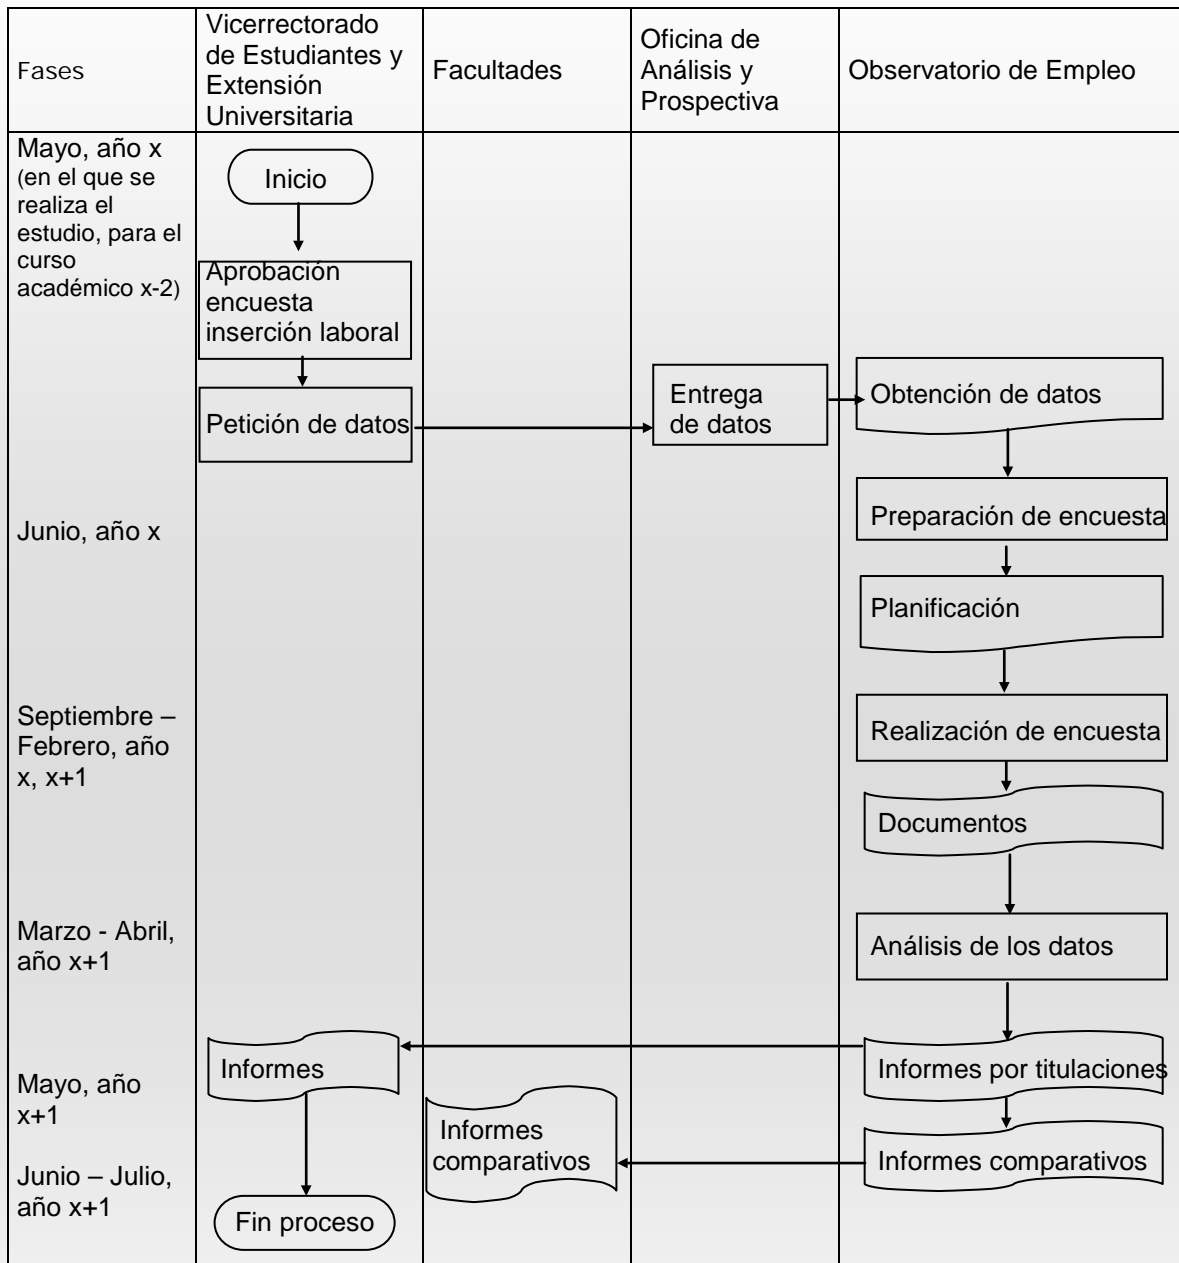 Fases
Vicerrectorado
de Estudiantes y
Extensión
Universitaria
Facultades
Oficina de
Análisis y
Prospectiva
Observatorio de Empleo
Mayo, año x
(en el que se
realiza el
estudio, para el
curso
académico x-2)
Inicio
Aprobación
encuesta
inserción laboral
Petición de datos
Entrega
de datos
Obtención de datos
Junio, año x
Preparación de encuesta
Planificación
Septiembre –
Febrero, año
x, x+1
Realización de encuesta
Documentos
Marzo - Abril,
año x+1
Análisis de los datos
Mayo, año
x+1
Informes
Informes por titulaciones
Informes
comparativos
Informes comparativos
Junio – Julio,
año x+1
Fin proceso